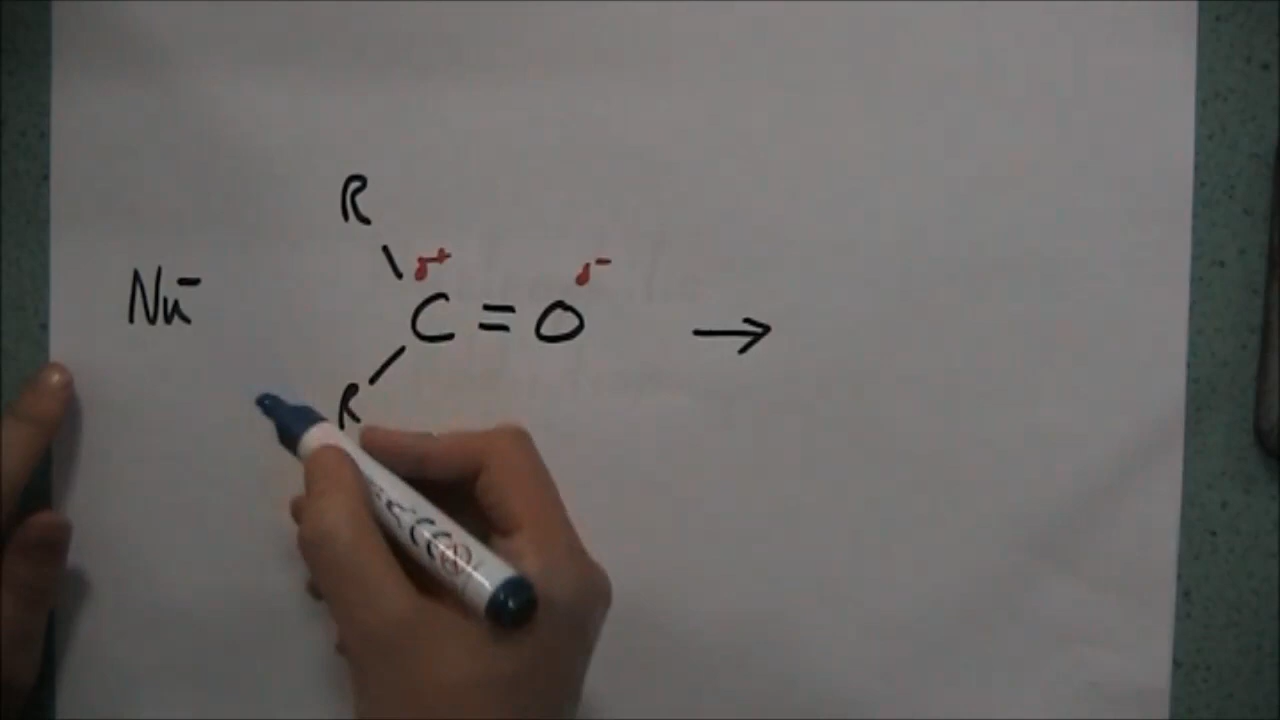 R
δ+ δ-
Nu⁻ C = O →
R